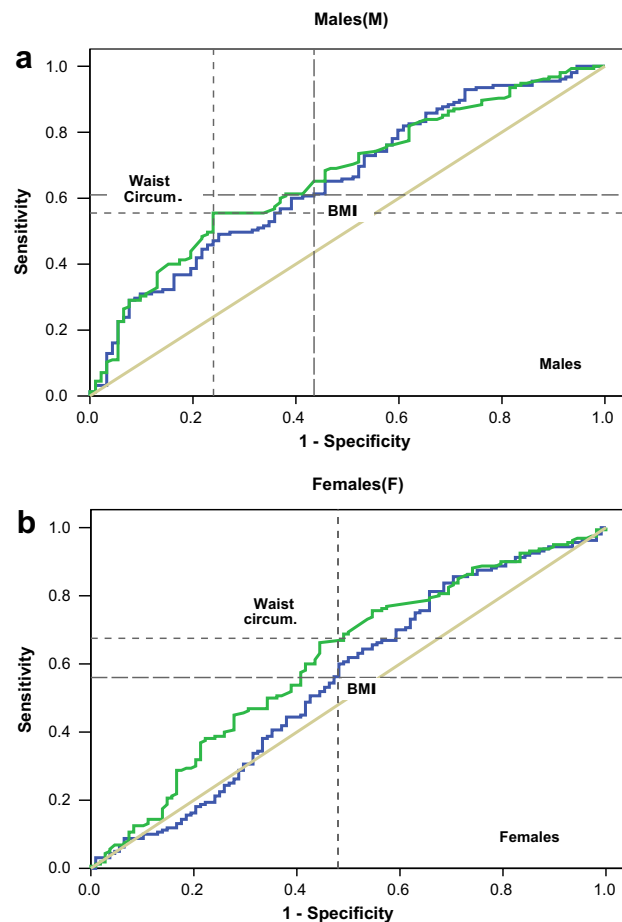 Males(M)
a
1.0
0.8
0.6
0.4
0.2
0.0
Sensitivity
Waist
Circum.
BMI
Males
0.0 0.2 0.4 0.6 0.8 1.0
1 - Specificity
Females(F)
b
1.0
0.8
0.6
0.4
0.2
0.0
Sensitivity
Waist
circum.
BMI
Females
0.0 0.2 0.4 0.6 0.8 1.0
1 - Specificity